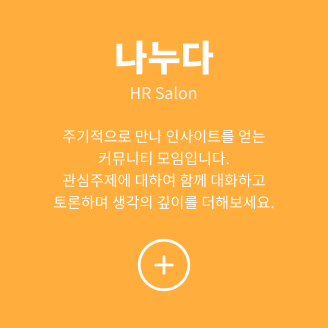 나누다
HR Salon
주기적으로 만나 인사이트를 얻는
커뮤니티 모임입니다.
관심주제에 대하여 함께 대화하고
토론하며 생각의 깊이를 더해보세요.